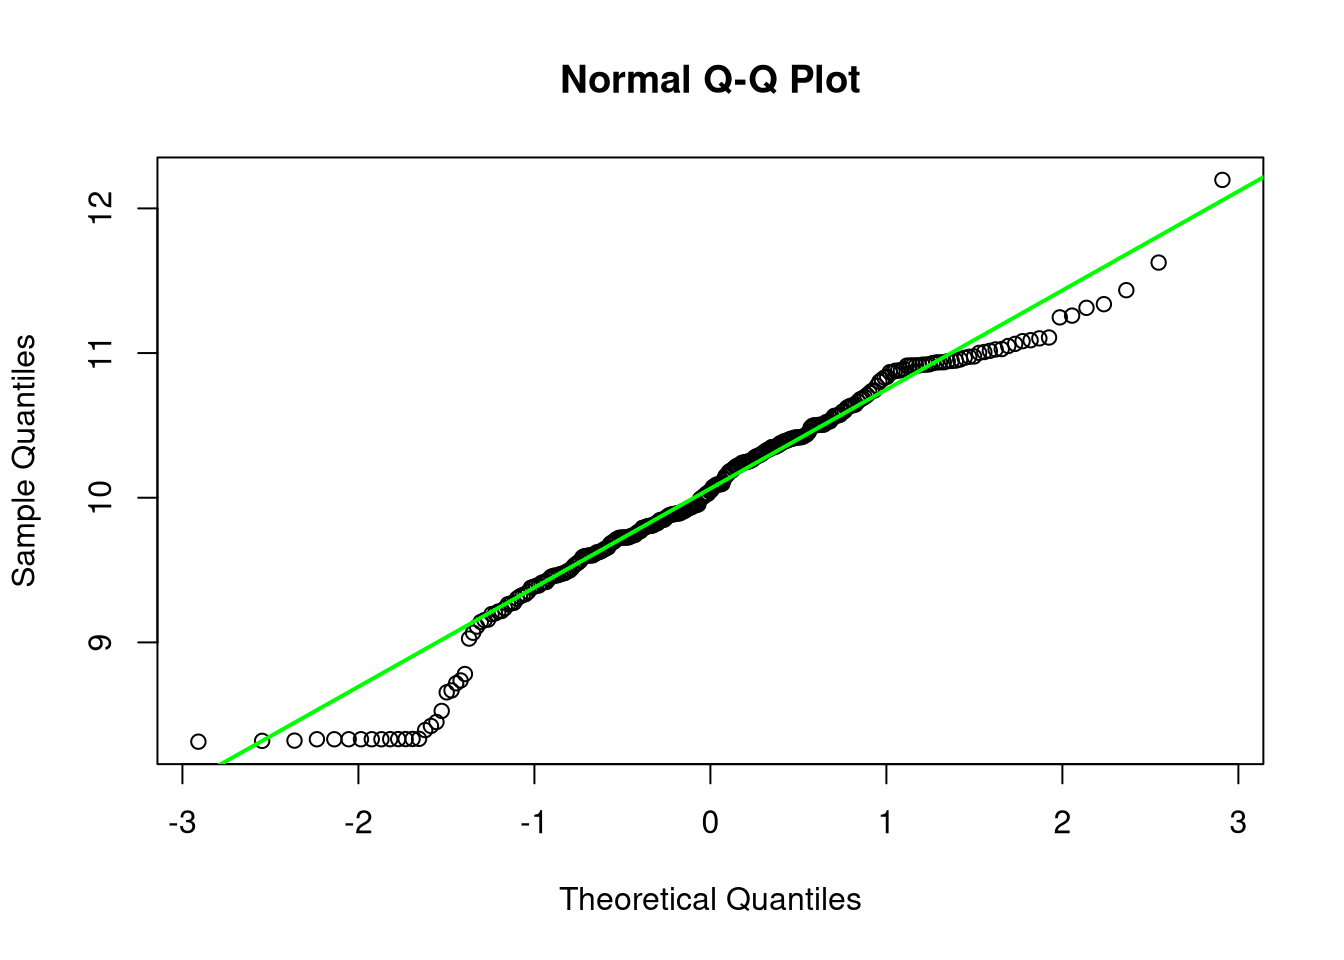 Normal Q-Q Plot
Sample Quantiles
12
11
10
9
-3 -2 -1 0 1 2 3
Theoretical Quantiles